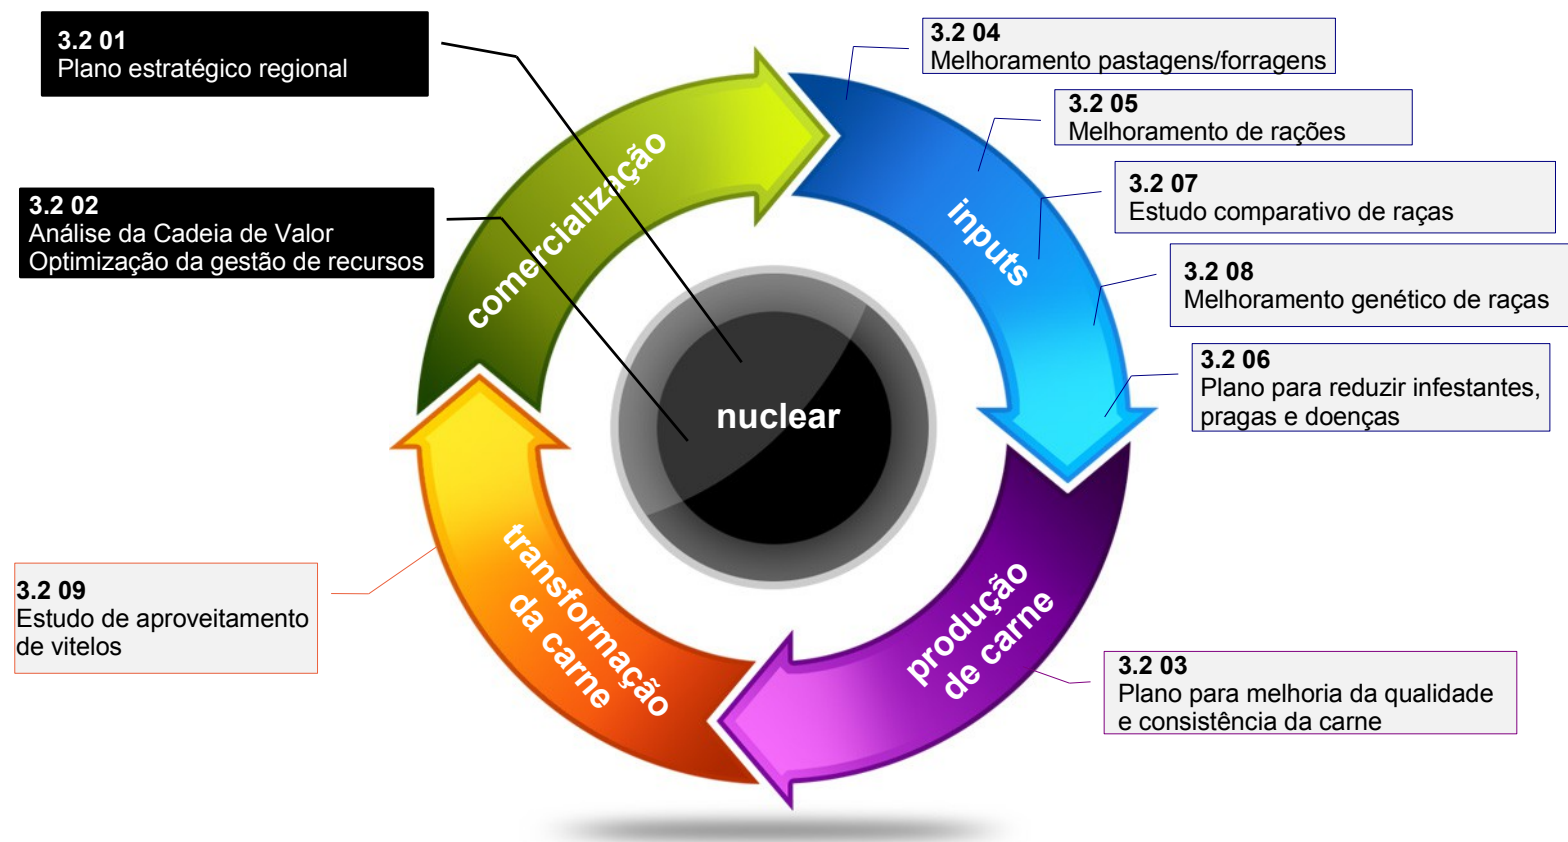 3.2 01
Plano estratégico regional
3.2 02
Análise da Cadeia de Valor
Optimização da gestão de recursos
3.2 04
Melhoramento pastagens/forragens
3.2 05
Melhoramento de rações
3.2 07
Estudo comparativo de raças
3.2 08
Melhoramento genético de raças
3.2 06
Plano para reduzir infestantes,
pragas e doenças
comercialização
inputs
nuclear
transformação
da carne
produção
de carne
3.2 09
Estudo de aproveitamento
de vitelos
3.2 03
Plano para melhoria da qualidade
e consistência da carne